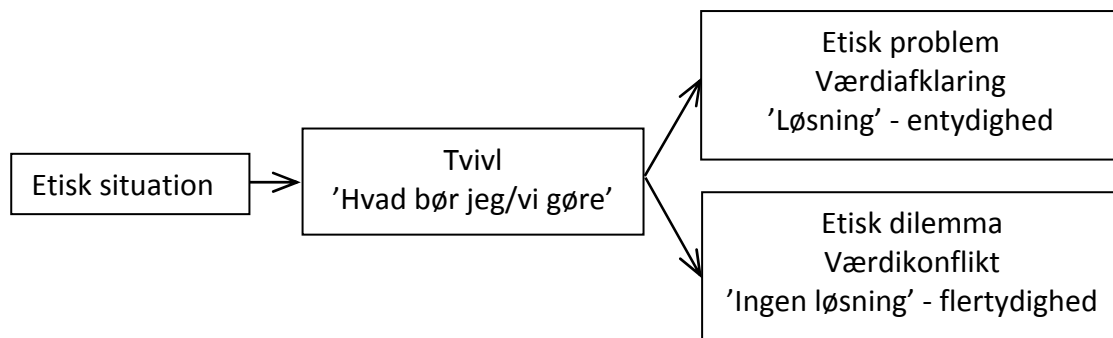 Etisk situation
Tvivl
’Hvad bør jeg/vi gøre’
Etisk problem
Værdiafklaring
’Løsning’ - entydighed
Etisk dilemma
Værdikonflikt
’Ingen løsning’ - flertydighed